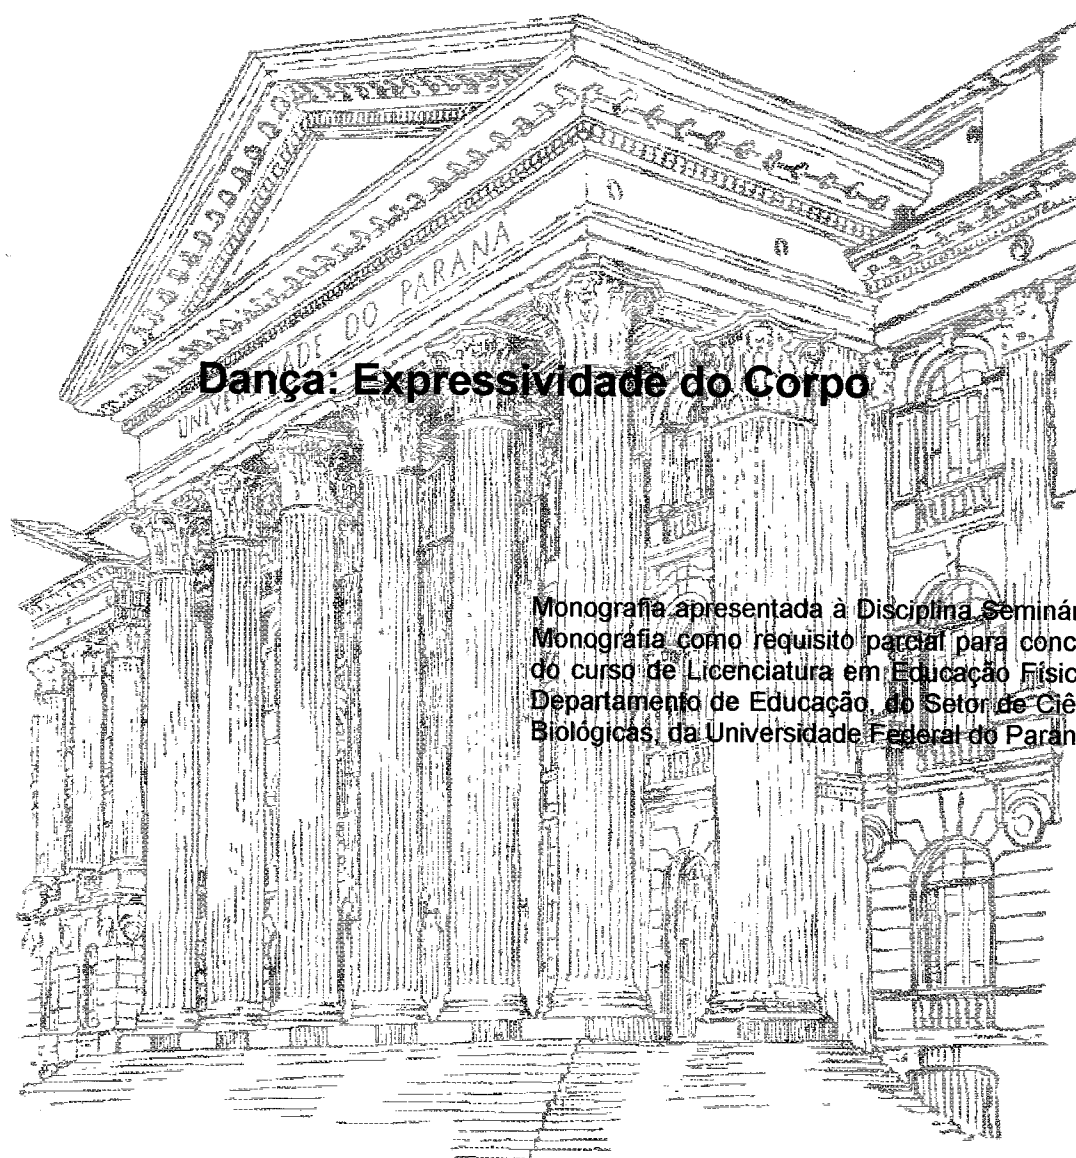 UNIVERSIDADE DO PARANÁ
Dança: Expressividade do Corpo
Monografia apresentada à Disciplina Seminár
Monografia como requisito parcial para conc
do curso de Licenciatura em Educação Físic
Departamento de Educação, do Setor de Ciê
Biológicas, da Universidade Federal do Paran